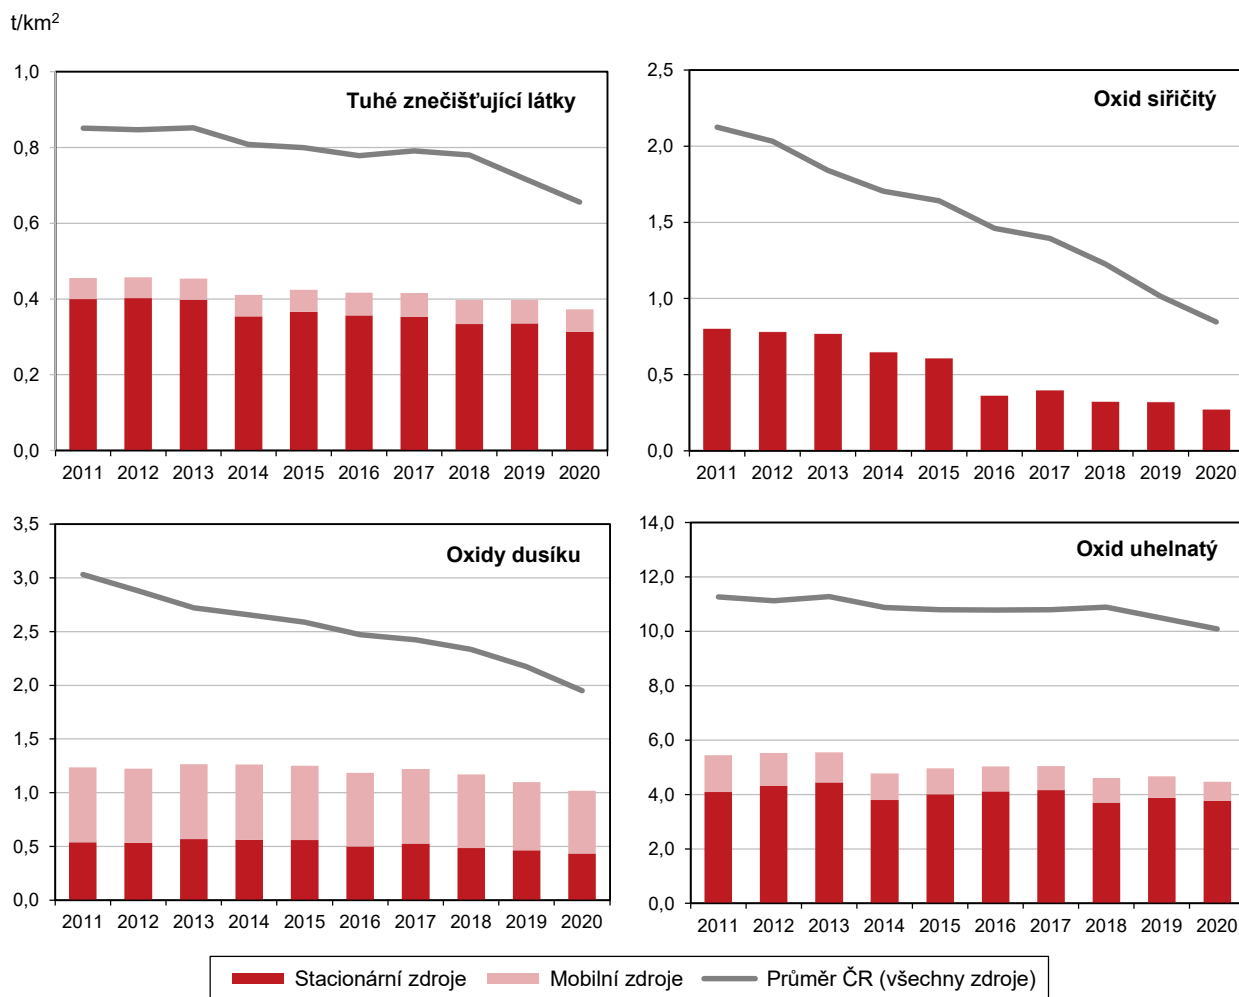 t/km²
Tuhé znečišťující látky
1,0
0,8
0,6
0,4
0,2
0,0
2011 2012 2013 2014 2015 2016 2017 2018 2019 2020
Oxid siřičitý
2,5
2,0
1,5
1,0
0,5
0,0
2011 2012 2013 2014 2015 2016 2017 2018 2019 2020
Oxidy dusíku
3,5
3,0
2,5
2,0
1,5
1,0
0,5
0,0
2011 2012 2013 2014 2015 2016 2017 2018 2019 2020
Oxid uhelnatý
14,0
12,0
10,0
8,0
6,0
4,0
2,0
0,0
2011 2012 2013 2014 2015 2016 2017 2018 2019 2020
Stacionární zdroje Mobilní zdroje Průměr ČR (všechny zdroje)